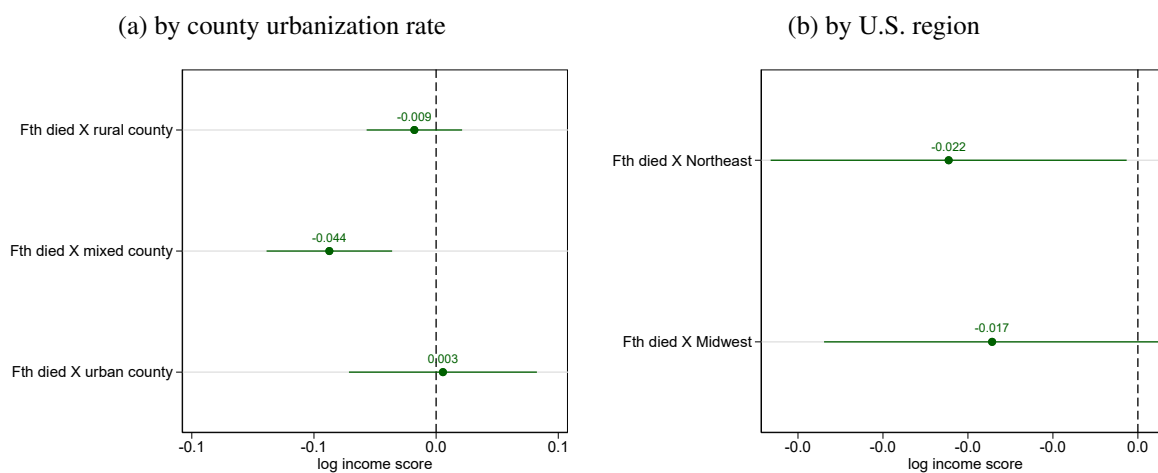 (a) by county urbanization rate
Fth died X rural county
-0.009
Fth died X mixed county
-0.044
Fth died X urban county
0.003
-0.1 -0.1 0.0 0.1
log income score
(b) by U.S. region
Fth died X Northeast
-0.022
Fth died X Midwest
-0.017
-0.0 -0.0 -0.0 -0.0 0.0
log income score